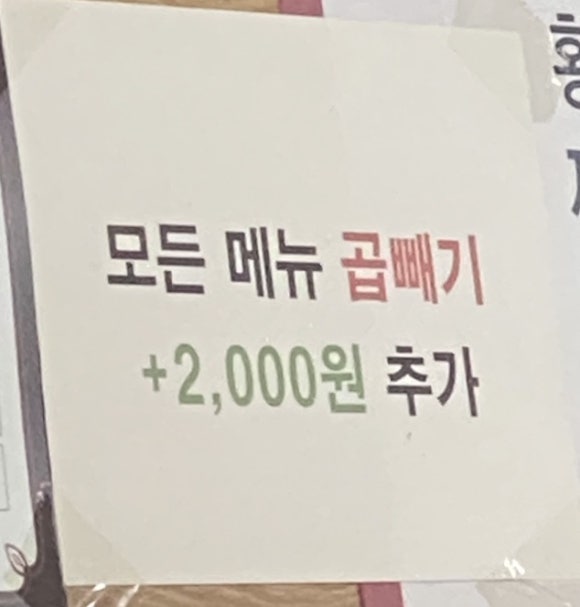 모든 메뉴 곱빼기
+2,000원 추가